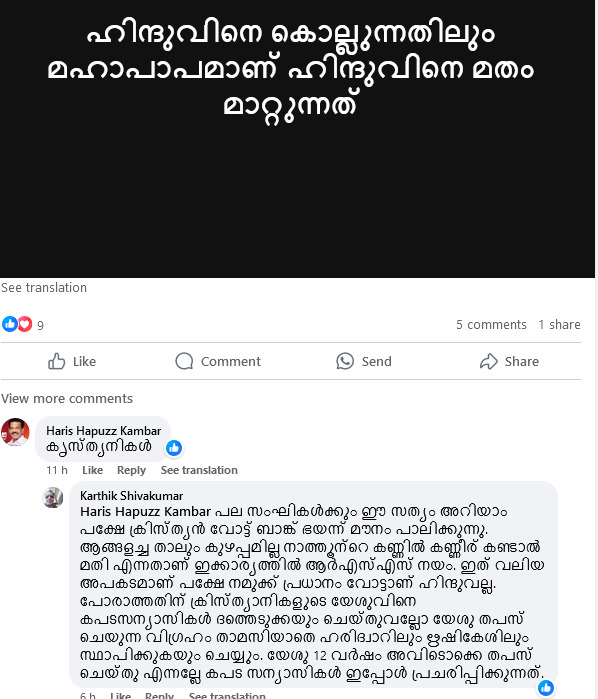 ഹിന്ദുവിനെ കൊല്ലുന്നതിലും
മഹാപാപമാണ് ഹിന്ദുവിനെ മതം
മാറ്റുന്നത്
See translation
9
5 comments 1 share
Like Comment Send Share
View more comments
Haris Hapuzz Kambar
കൃസ്ത്യനികൾ
11 h Like Reply See translation
Karthik Shivakumar
Haris Hapuzz Kambar പല സംഘികൾക്കും ഈ സത്യം അറിയാം
പക്ഷേ ക്രിസ്ത്യൻ വോട്ട് ബാങ്ക് ഭയന്ന് മൗനം പാലിക്കുന്നു.
ആങ്ങളച്ച താലും കുഴപ്പമില്ല നാത്തൂന്റെ കണ്ണിൽ കണ്ണീര് കണ്ടാൽ
മതി എന്നതാണ് ഇക്കാര്യത്തിൽ ആർഎസ്എസ് നയം. ഇത് വലിയ
അപകടമാണ് പക്ഷേ നമുക്ക് പ്രധാനം വോട്ടാണ് ഹിന്ദുവല്ല.
പോരാത്തതിന് ക്രിസ്ത്യാനികളുടെ യേശുവിനെ
കപടസന്യാസികൾ ദത്തെടുക്കുകയും ചെയ്തുവല്ലോ യേശു തപസ്
ചെയുന്ന വിഗ്രഹം താമസിയാതെ ഹരിദ്വാറിലും ഋഷികേശിലും
സ്ഥാപിക്കുകയും ചെയ്യും. യേശു 12 വർഷം അവിടൊക്കെ തപസ്
ചെയ്തു എന്നല്ലേ കപട സന്യാസികൾ ഇപ്പോൾ പ്രചരിപ്പിക്കുന്നത്.
6 h Like Reply See translation